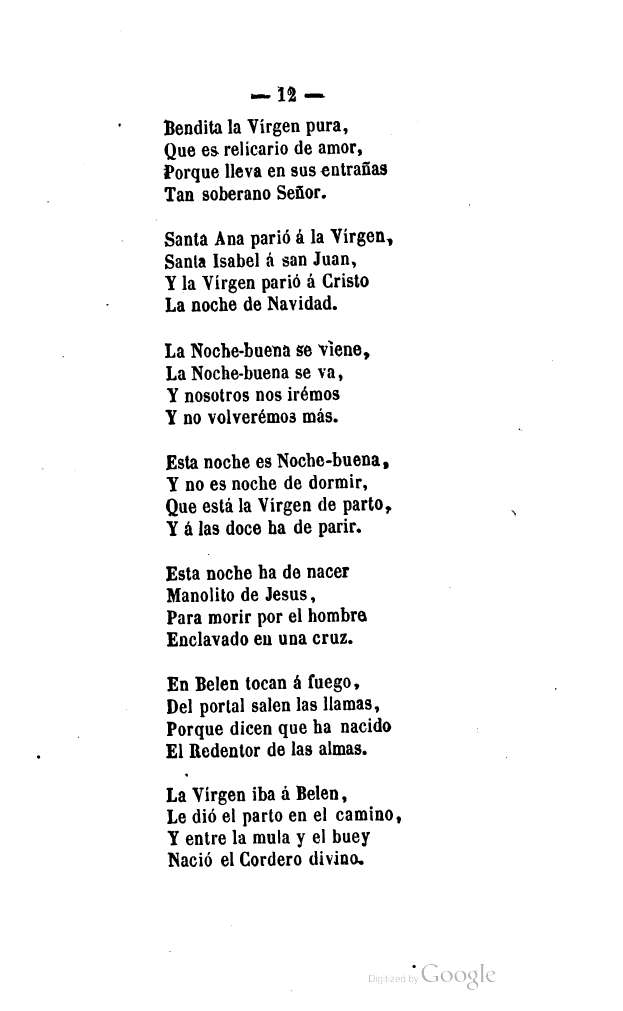 — 12 —
Bendita la Vírgen pura,
Que es relicario de amor,
Porque lleva en sus entrañas
Tan soberano Señor.
Santa Ana parió á la Vírgen,
Santa Isabel á san Juan,
Y la Vírgen parió á Cristo
La noche de Navidad.
La Noche-buena se viene,
La Noche-buena se va,
Y nosotros nos irémos
Y no volverémos más.
Esta noche es Noche-buena,
Y no es noche de dormir,
Que está la Vírgen de parto,
Y á las doce ha de parir.
Esta noche ha de nacer
Manolito de Jesus,
Para morir por el hombre
Enclavado en una cruz.
En Belen tocan á fuego,
Del portal salen las llamas,
Porque dicen que ha nacido
El Redentor de las almas.
La Vírgen iba á Belen,
Le dió el parto en el camino,
Y entre la mula y el buey
Nació el Cordero divino.
Digitized by Google